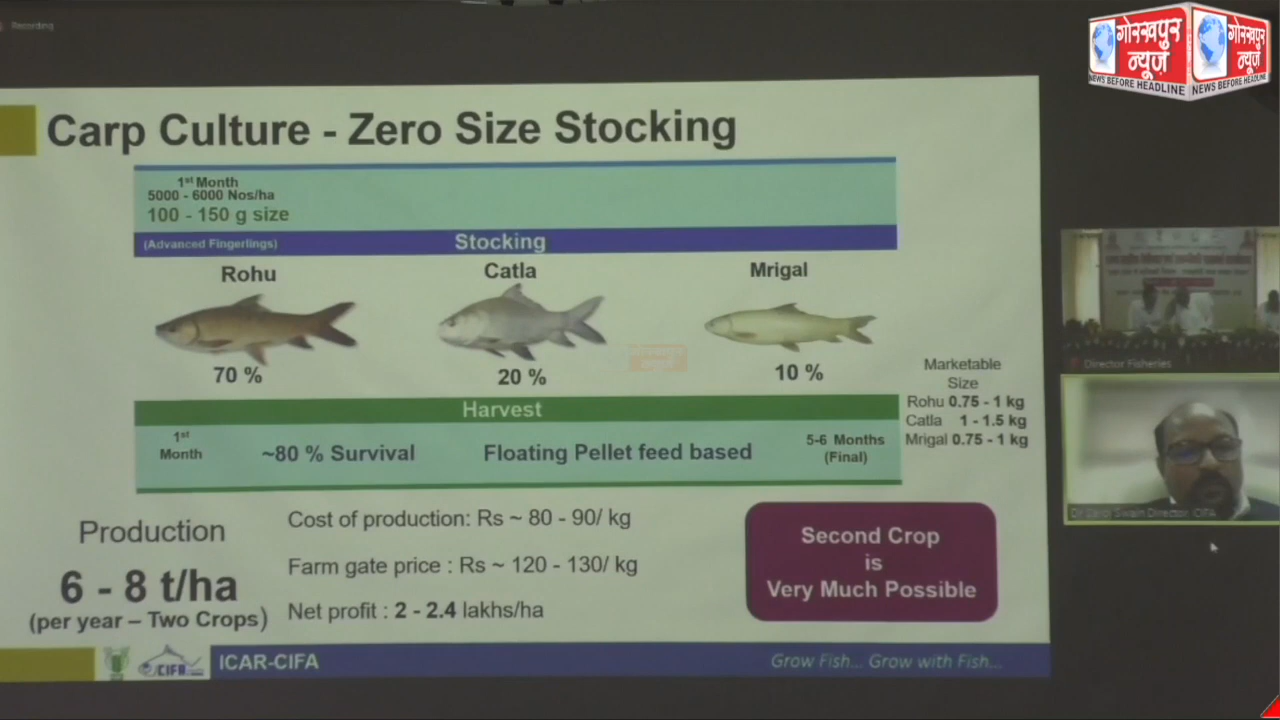 Recording
गोरखपुर
न्यूज़
NEWS BEFORE HEADLINE
गोरखपुर
न्यूज़
NEWS BEFORE HEADLINE
Carp Culture - Zero Size Stocking
1st Month
5000 - 6000 Nos/ha
100 - 150 g size
(Advanced Fingerlings)
Stocking
Rohu
Catla
Mrigal
70 %
20 %
10 %
Marketable
Size
Rohu 0.75 - 1 kg
Catla 1 - 1.5 kg
Mrigal 0.75 - 1 kg
Harvest
1st
Month
~80 % Survival
Floating Pellet feed based
5-6 Months
(Final)
Production
6 - 8 t/ha
(per year – Two Crops)
Cost of production: Rs ~ 80 - 90/ kg
Farm gate price : Rs ~ 120 - 130/ kg
Net profit : 2 - 2.4 lakhs/ha
Second Crop
is
Very Much Possible
CIFA
ICAR-CIFA
Grow Fish... Grow with Fish...
Director Fisheries
Swain Director, CIFA